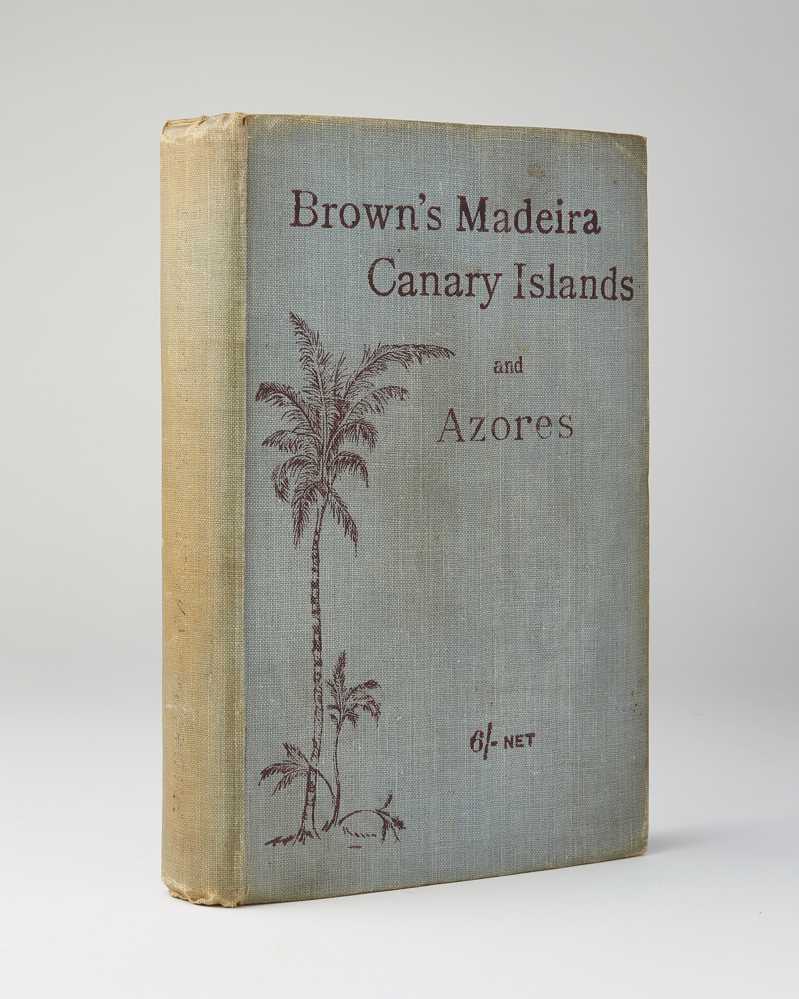 Brown's Madeira
Canary Islands
and
Azores
6/- NET